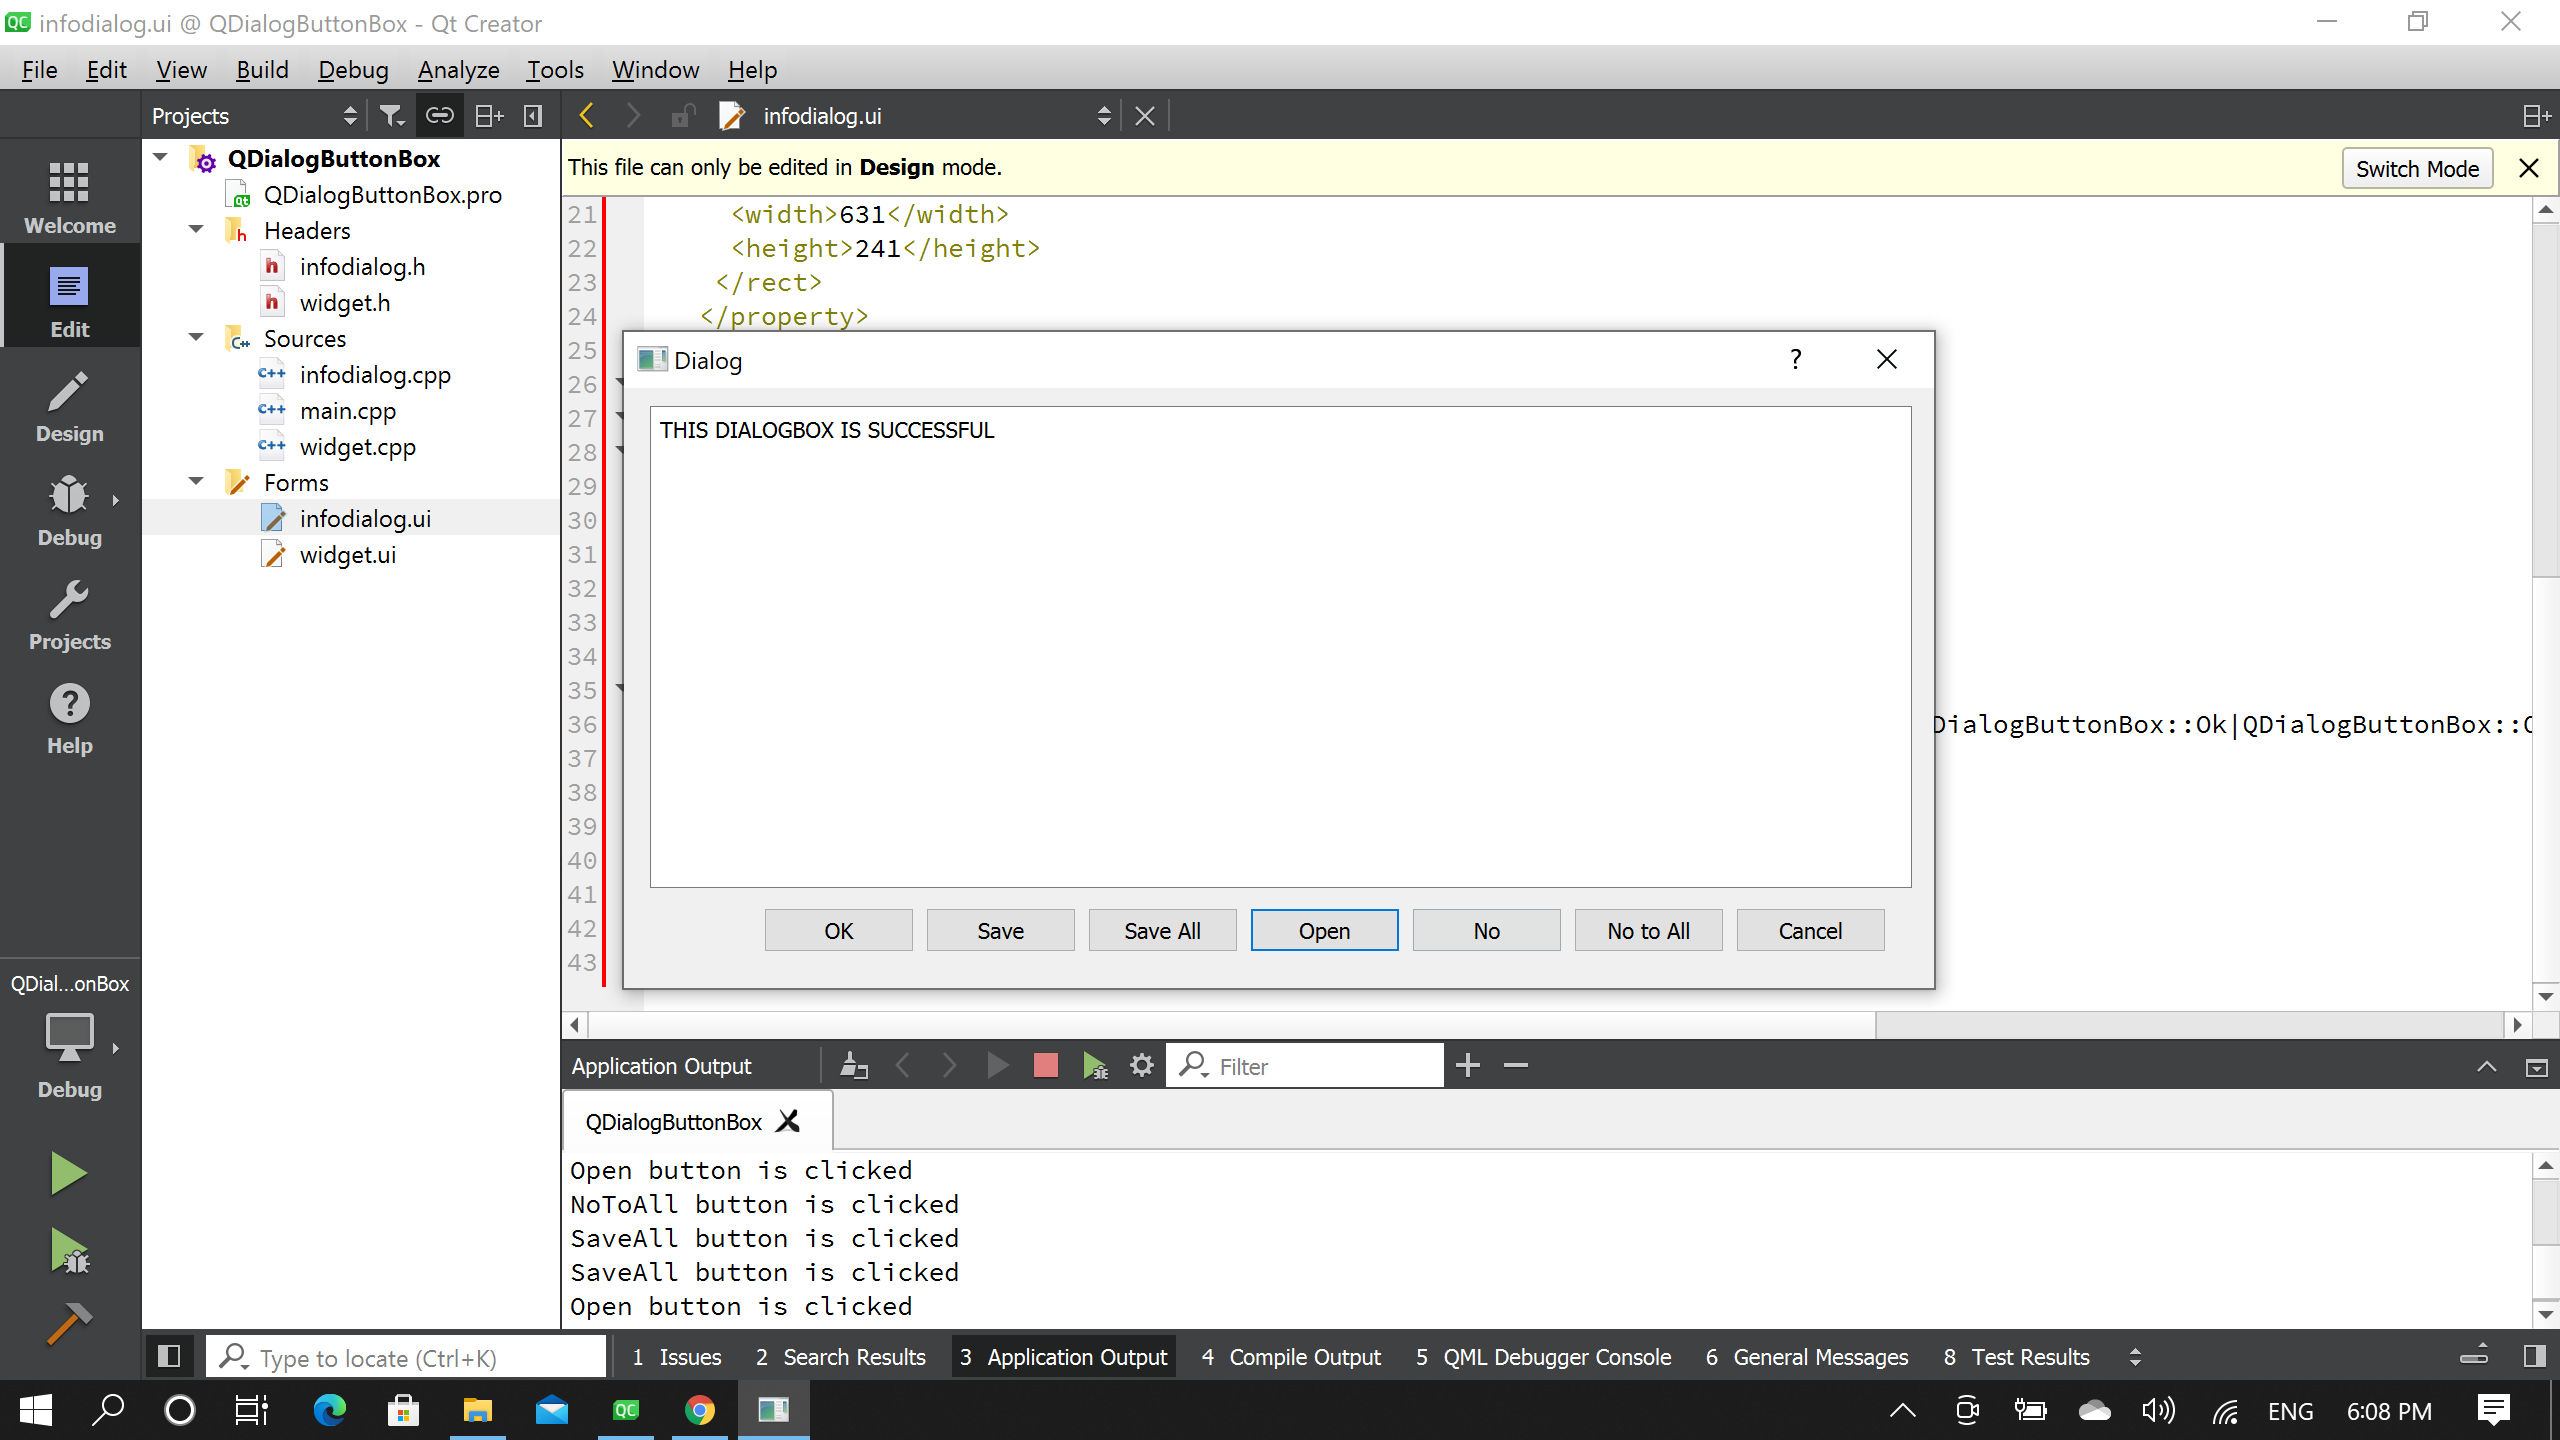 infodialog.ui @ QDialogButtonBox - Qt Creator
File Edit View Build Debug Analyze Tools Window Help
Projects
infodialog.ui
This file can only be edited in Design mode.
Switch Mode
Welcome
Edit
Design
Debug
Projects
Help
QDialogButtonBox
QDialogButtonBox.pro
Headers
infodialog.h
widget.h
Sources
infodialog.cpp
main.cpp
widget.cpp
Forms
infodialog.ui
widget.ui
21 <width>631</width>
22 <height>241</height>
23 </rect>
24 </property>
25
26
27
28
29
30
31
32
33
34
35
36 DialogButtonBox::Ok|QDialogButtonBox::
37
38
39
40
41
42
43
Dialog ?
THIS DIALOGBOX IS SUCCESSFUL
OK Save Save All Open No No to All Cancel
QDial...onBox
Debug
Application Output Filter
QDialogButtonBox
Open button is clicked
NoToAll button is clicked
SaveAll button is clicked
SaveAll button is clicked
Open button is clicked
Type to locate (Ctrl+K) 1 Issues 2 Search Results 3 Application Output 4 Compile Output 5 QML Debugger Console 6 General Messages 8 Test Results
ENG 6:08 PM